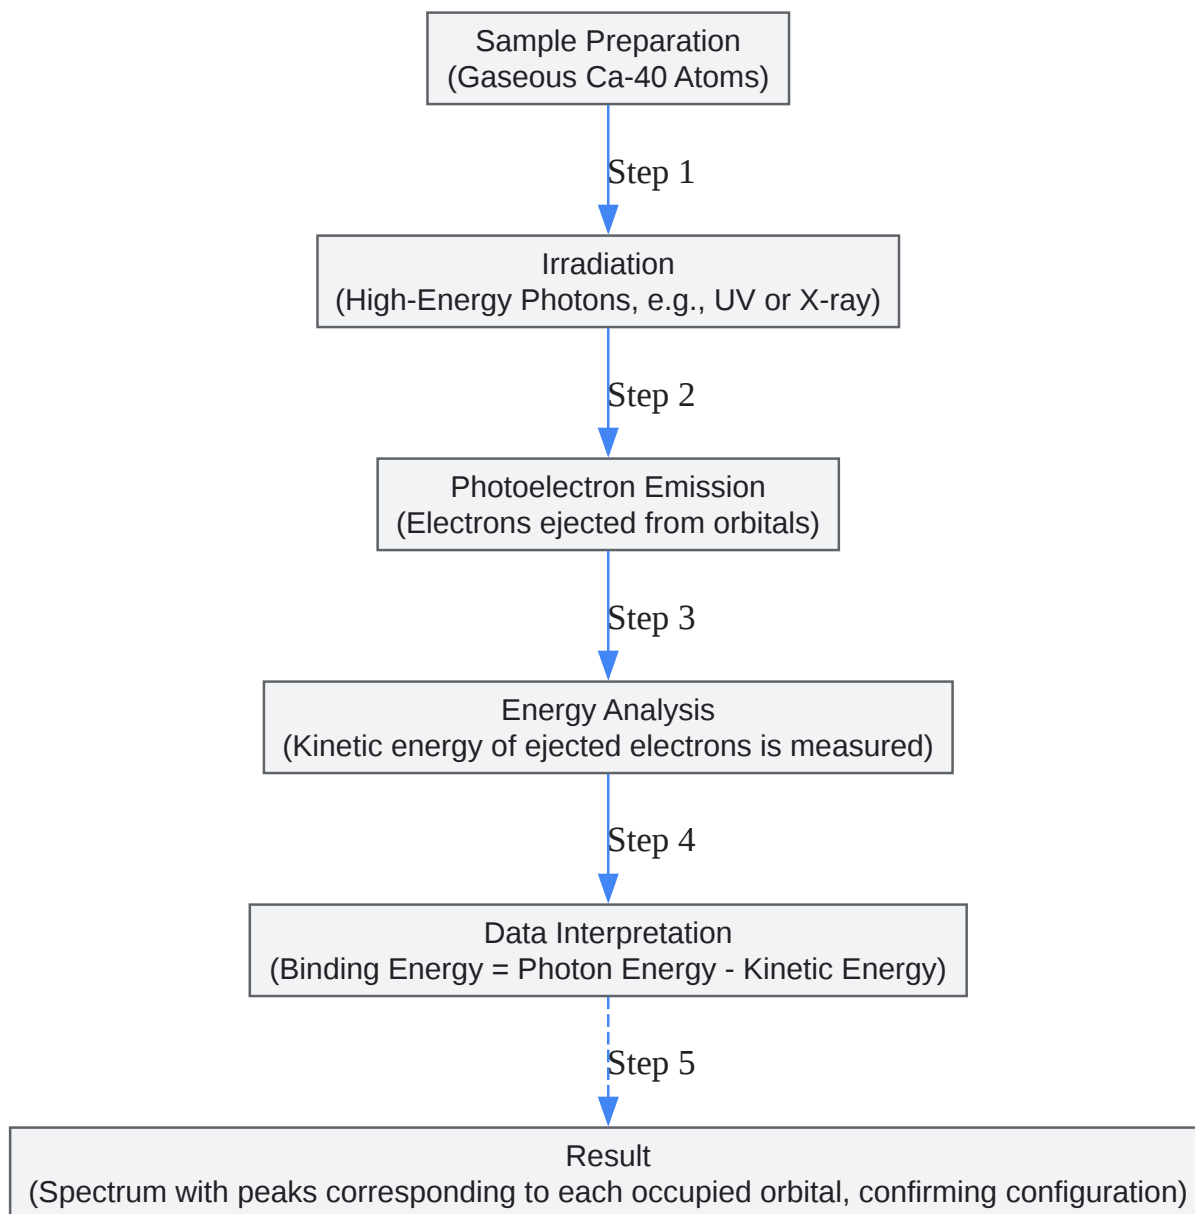 Sample Preparation
(Gaseous Ca-40 Atoms)
Step 1
Irradiation
(High-Energy Photons, e.g., UV or X-ray)
Step 2
Photoelectron Emission
(Electrons ejected from orbitals)
Step 3
Energy Analysis
(Kinetic energy of ejected electrons is measured)
Step 4
Data Interpretation
(Binding Energy = Photon Energy - Kinetic Energy)
Step 5
Result
(Spectrum with peaks corresponding to each occupied orbital, confirming configuration)